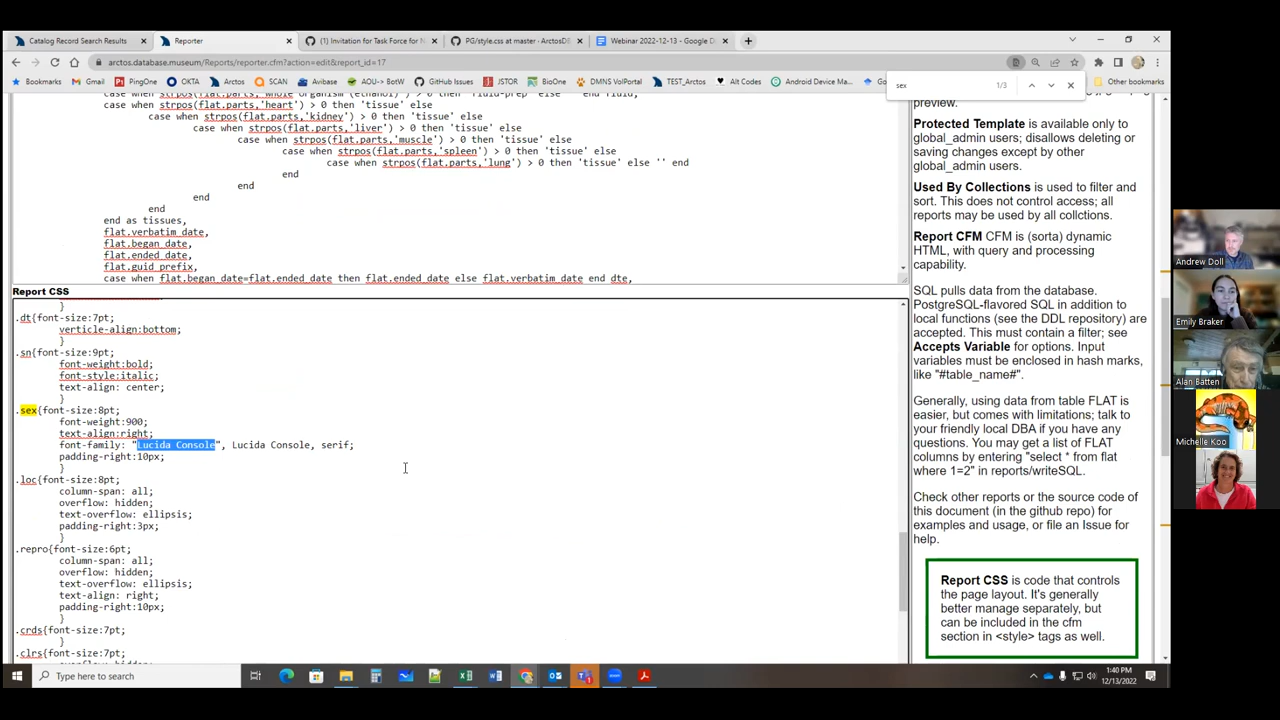 Catalog Record Search Results
Reporter
(1) Invitation for Task Force for N
PG/style.css at master · ArctosDB
Webinar 2022-12-13 - Google D
arctos.database.museum/Reports/reporter.cfm?action=edit&report_id=17
Bookmarks
Gmail
PingOne
OKTA
Arctos
SCAN
Avibase
AOU--> BOTW
GitHub Issues
JSTOR
BioOne
DMNS VolPortal
TEST_Arctos
Alt Codes
Android Device Ma...
Go
sex
1/3
case when strpos(flat.parts,'whole organism (ethanol)') > 0 then 'fluid-prep' else '' end fluid,
case when strpos(flat.parts,'heart') > 0 then 'tissue' else
case when strpos(flat.parts,'kidney') > 0 then 'tissue' else
case when strpos(flat.parts,'liver') > 0 then 'tissue' else
case when strpos(flat.parts,'muscle') > 0 then 'tissue' else
case when strpos(flat.parts,'spleen') > 0 then 'tissue' else
case when strpos(flat.parts,'lung') > 0 then 'tissue' else '' end
end
end
end
end
end as tissues,
flat.verbatim_date,
flat.began_date,
flat.ended_date,
flat.guid_prefix,
case when flat.began_date=flat.ended_date then flat.ended_date else flat.verbatim_date end dte,
Report CSS
}
.dt{font-size:7pt;
verticle-align:bottom;
}
.sn{font-size:9pt;
font-weight:bold;
font-style:italic;
text-align: center;
}
.sex{font-size:8pt;
font-weight:900;
text-align:right;
font-family: "Lucida Console", Lucida Console, serif;
padding-right:10px;
}
.loc{font-size:8pt;
column-span: all;
overflow: hidden;
text-overflow: ellipsis;
padding-right:3px;
}
.repro{font-size:6pt;
column-span: all;
overflow: hidden;
text-overflow: ellipsis;
text-align: right;
padding-right:10px;
}
.crds{font-size:7pt;
}
.clrs{font-size:7pt;
overflow: hidden;
preview.
Protected Template is available only to
global_admin users; disallows deleting or
saving changes except by other
global_admin users.
Used By Collections is used to filter and
sort. This does not control access; all
reports may be used by all collctions.
Report CFM CFM is (sorta) dynamic
HTML, with query and processing
capability.
SQL pulls data from the database.
PostgreSQL-flavored SQL in addition to
local functions (see the DDL repository) are
accepted. This must contain a filter; see
Accepts Variable for options. Input
variables must be enclosed in hash marks,
like "#table_name#".
Generally, using data from table FLAT is
easier, but comes with limitations; talk to
your friendly local DBA if you have any
questions. You may get a list of FLAT
columns by entering "select * from flat
where 1=2" in reports/writeSQL.
Check other reports or the source code of
this document (in the github repo) for
examples and usage, or file an Issue for
help.
Report CSS is code that controls
the page layout. It's generally
better manage separately, but
can be included in the cfm
section in <style> tags as well.
Andrew Doll
Emily Braker
Alan Batten
Michelle Koo
Type here to search
1:40 PM
12/13/2022